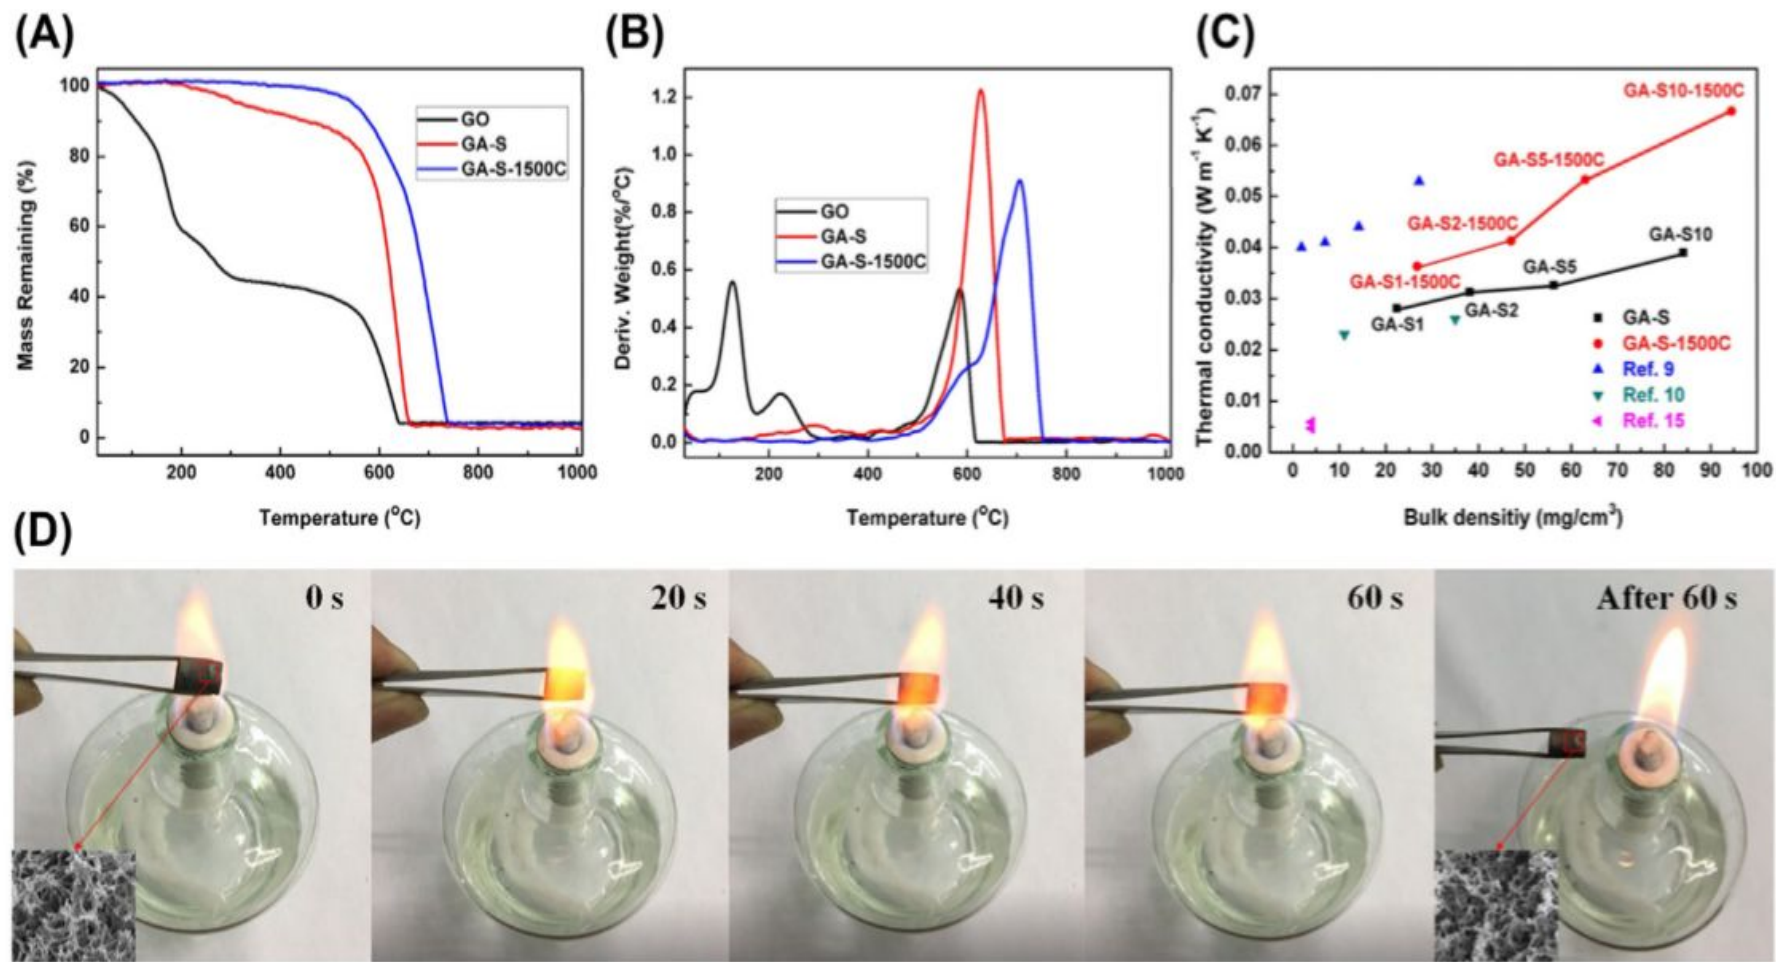 (A)
100
80
60
40
20
0
Mass Remaining (%)
GO
GA-S
GA-S-1500C
200
400
600
800
1000
Temperature (°C)
(B)
1.2
1.0
0.8
0.6
0.4
0.2
0.0
Deriv. Weight(%/°C)
GO
GA-S
GA-S-1500C
200
400
600
800
1000
Temperature (°C)
(C)
0.07
0.06
0.05
0.04
0.03
0.02
0.01
0.00
Thermal conductivity (W m⁻¹ K⁻¹)
GA-S10-1500C
GA-S5-1500C
GA-S2-1500C
GA-S1-1500C
GA-S10
GA-S5
GA-S2
GA-S1
GA-S
GA-S-1500C
Ref. 9
Ref. 10
Ref. 15
0 10 20 30 40 50 60 70 80 90 100
Bulk densitiy (mg/cm³)
(D)
0 s
20 s
40 s
60 s
After 60 s